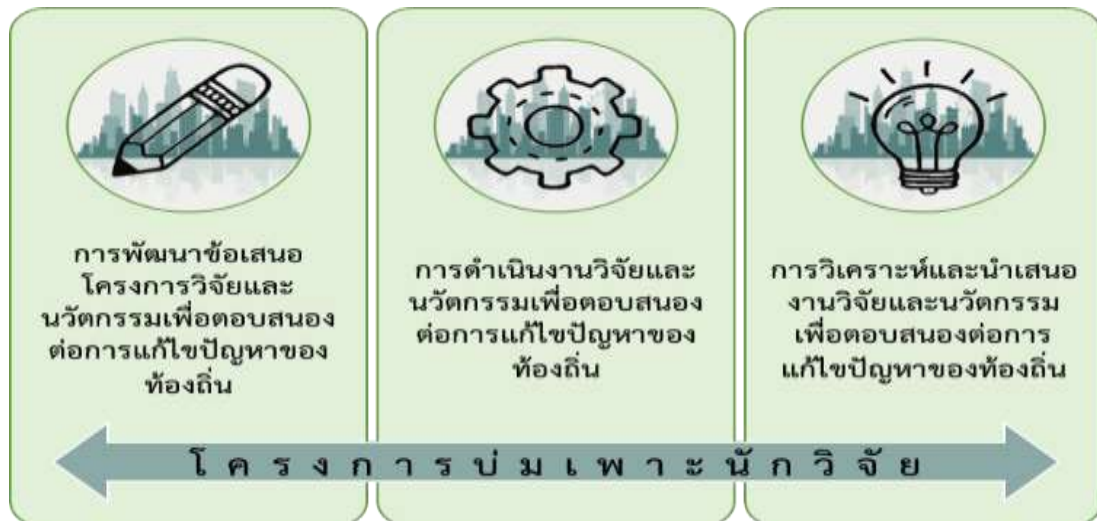 การพัฒนาข้อเสนอ
โครงการวิจัยและ
นวัตกรรมเพื่อตอบสนอง
ต่อการแก้ไขปัญหาของ
ท้องถิ่น
การดำเนินงานวิจัยและ
นวัตกรรมเพื่อตอบสนอง
ต่อการแก้ไขปัญหาของ
ท้องถิ่น
การวิเคราะห์และนำเสนอ
งานวิจัยและนวัตกรรม
เพื่อตอบสนองต่อการ
แก้ไขปัญหาของท้องถิ่น
โครงการบ่มเพาะนักวิจัย